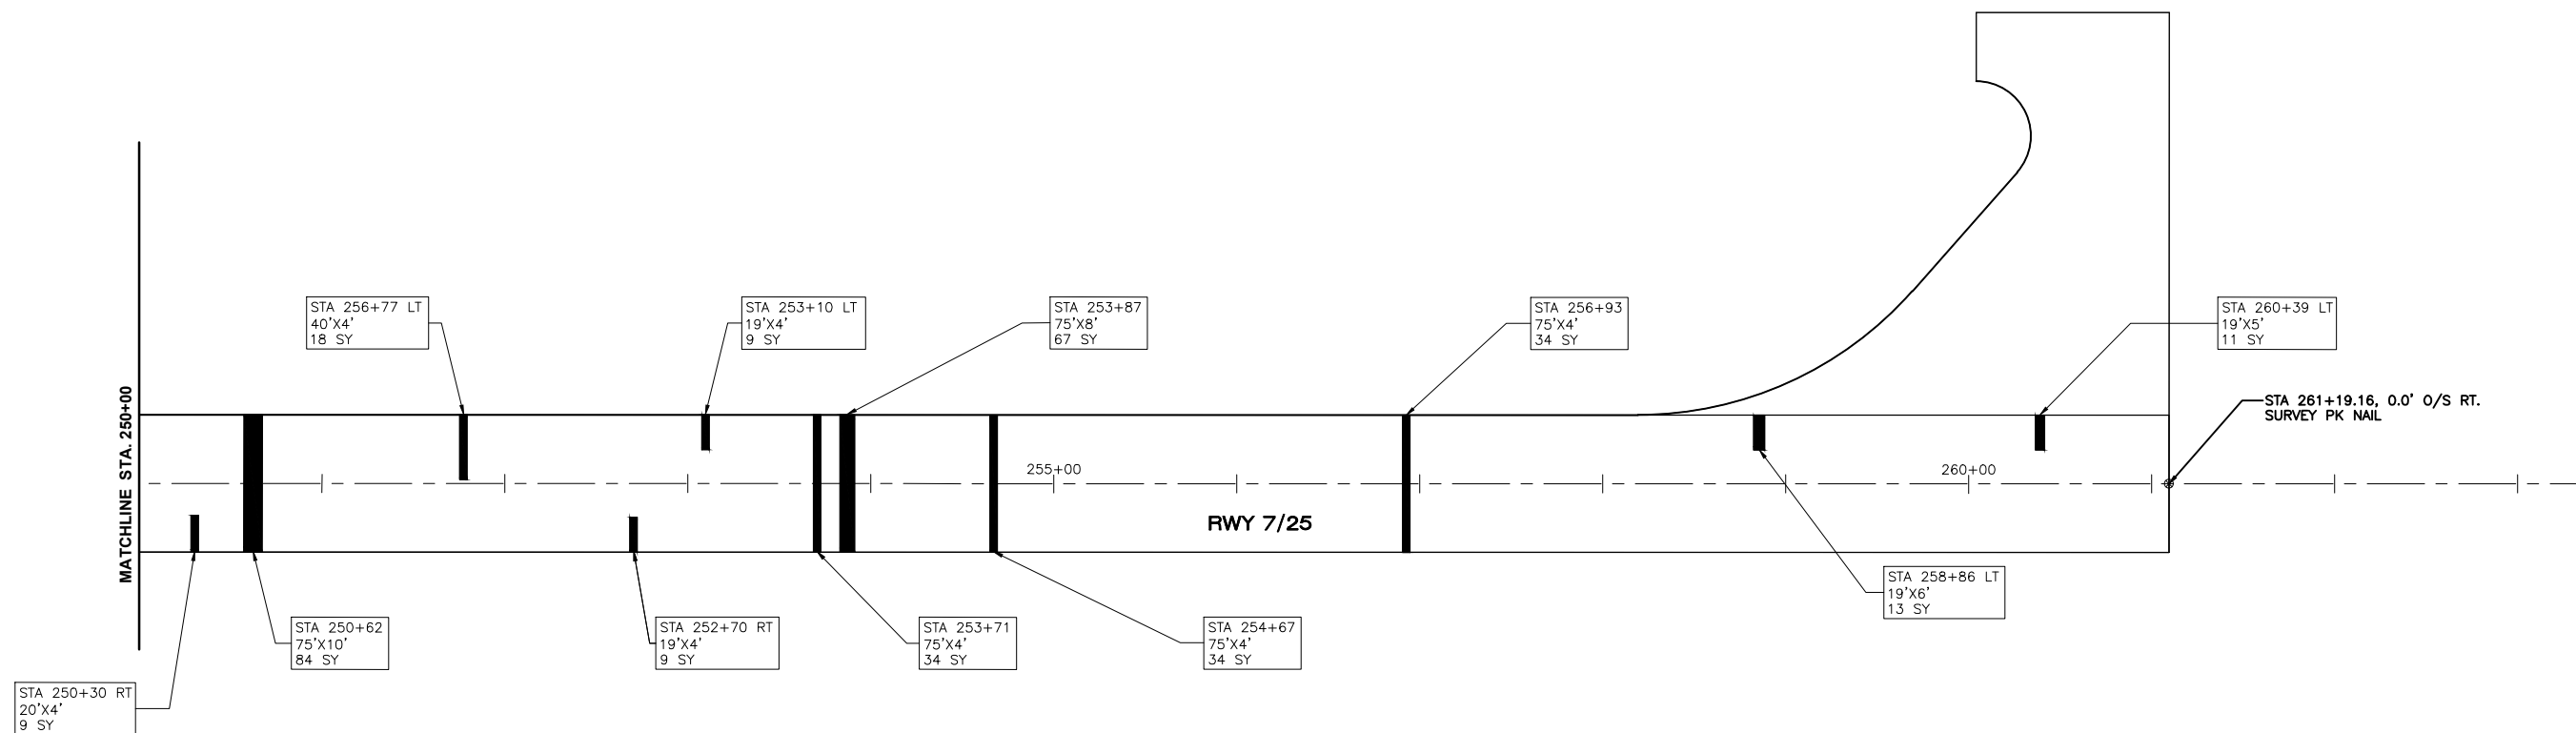 STA 256+77 LT
40'X4'
18 SY
STA 253+10 LT
19'X4'
9 SY
STA 253+87
75'X8'
67 SY
STA 256+93
75'X4'
34 SY
STA 260+39 LT
19'X5'
11 SY
MATCHLINE STA. 250+00
STA 261+19.16, 0.0' O/S RT.
SURVEY PK NAIL
255+00
260+00
RWY 7/25
STA 258+86 LT
19'X6'
13 SY
STA 250+62
75'X10'
84 SY
STA 252+70 RT
19'X4'
9 SY
STA 253+71
75'X4'
34 SY
STA 254+67
75'X4'
34 SY
STA 250+30 RT
20'X4'
9 SY